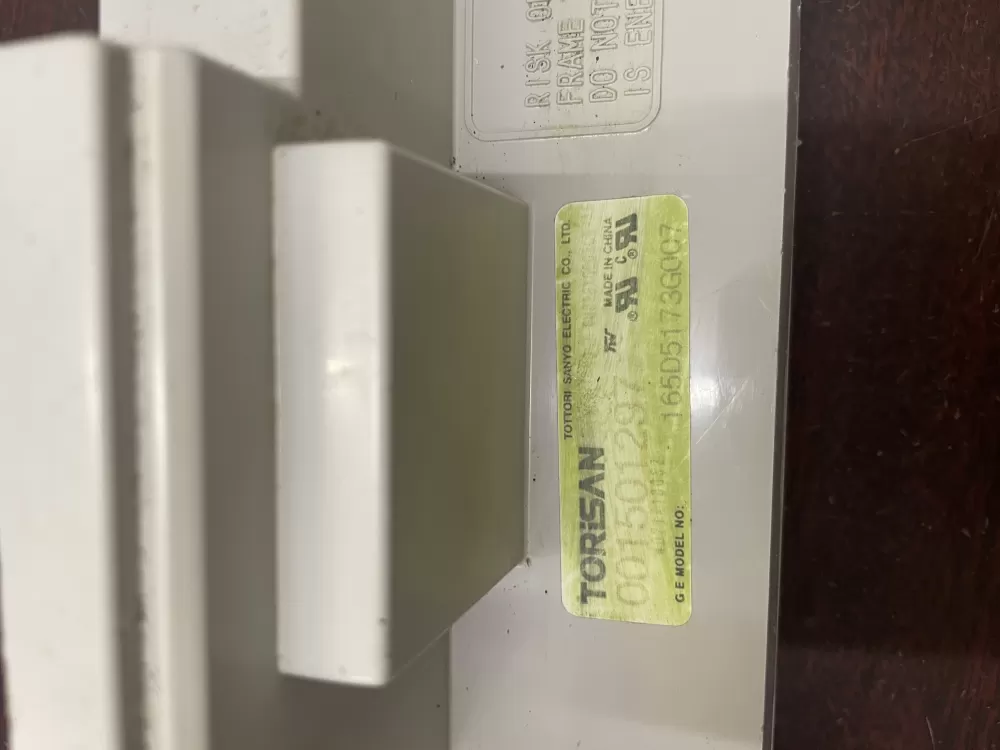 RISK O
FRAME
DO NOT
IS ENE
TOTTORI SANYO ELECTRIC CO., LTD.
TORiSAN
MADE IN CHINA
001501297
G E MODEL NO: 165D5173G007